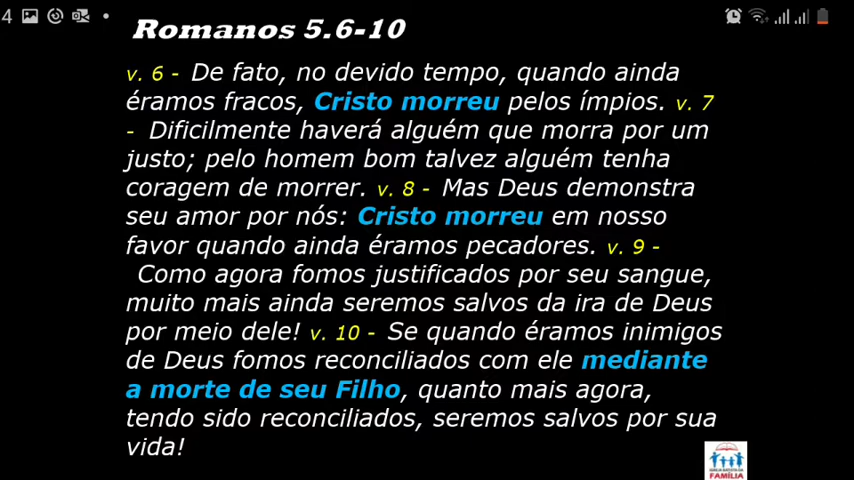 4
Romanos 5.6-10
v. 6 - De fato, no devido tempo, quando ainda
éramos fracos, Cristo morreu pelos ímpios. v. 7
- Dificilmente haverá alguém que morra por um
justo; pelo homem bom talvez alguém tenha
coragem de morrer. v. 8 - Mas Deus demonstra
seu amor por nós: Cristo morreu em nosso
favor quando ainda éramos pecadores. v. 9 -
Como agora fomos justificados por seu sangue,
muito mais ainda seremos salvos da ira de Deus
por meio dele! v. 10 - Se quando éramos inimigos
de Deus fomos reconciliados com ele mediante
a morte de seu Filho, quanto mais agora,
tendo sido reconciliados, seremos salvos por sua
vida!
FAMÍLIA